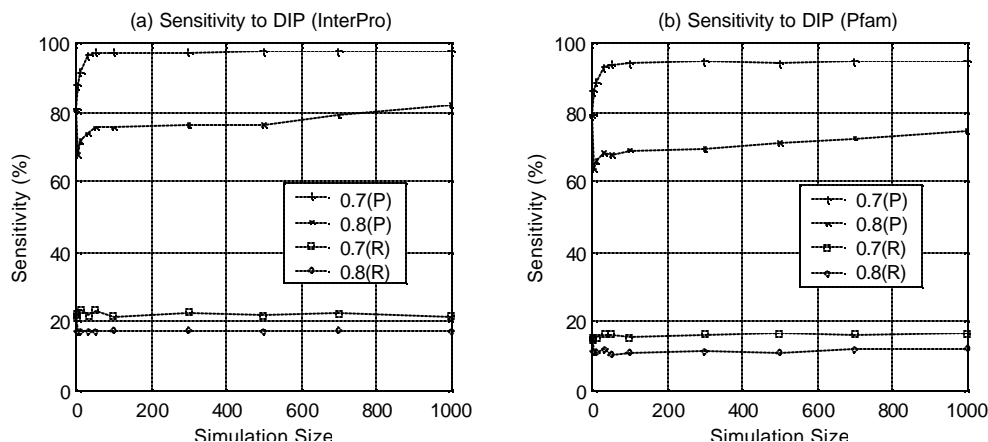 (a) Sensitivity to DIP (InterPro)
100
80
60
40
20
0
Sensitivity (%)
0.7(P)
0.8(P)
0.7(R)
0.8(R)
0 200 400 600 800 1000
Simulation Size
(b) Sensitivity to DIP (Pfam)
100
80
60
40
20
0
Sensitivity (%)
0.7(P)
0.8(P)
0.7(R)
0.8(R)
0 200 400 600 800 1000
Simulation Size